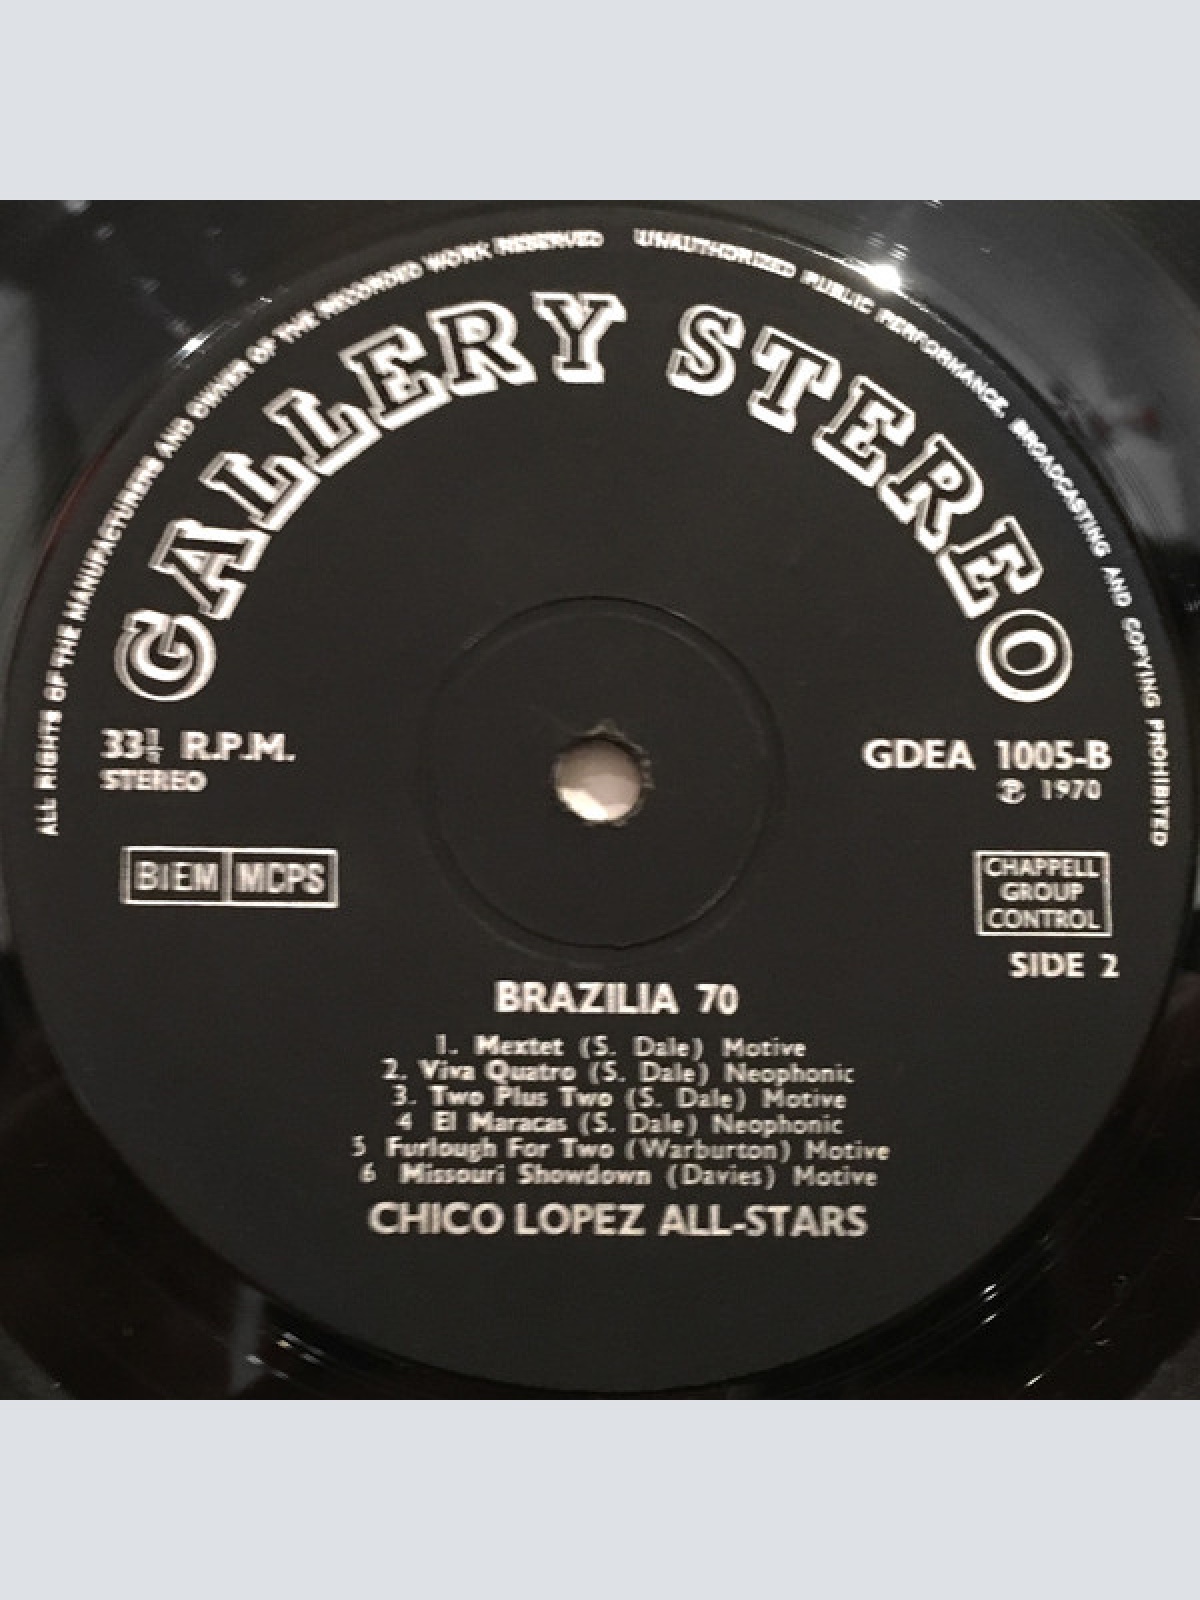 ALL RIGHTS OF THE MANUFACTURERS AND OWNER OF THE RECORDED WORK RESERVED UNAUTHORISED PUBLIC PERFORMANCE, BROADCASTING AND COPYING PROHIBITED
GALLERY STEREO
33⅓ R.P.M.
STEREO
GDEA 1005-B
℗ 1970
BIEM MCPS
CHAPPELL
GROUP
CONTROL
SIDE 2
BRAZILIA 70
1. Mextet (S. Dale) Motive
2. Viva Quatro (S. Dale) Neophonic
3. Two Plus Two (S. Dale) Motive
4 El Maracas (S. Dale) Neophonic
5 Furlough For Two (Warburton) Motive
6 Missouri Showdown (Davies) Motive
CHICO LOPEZ ALL-STARS